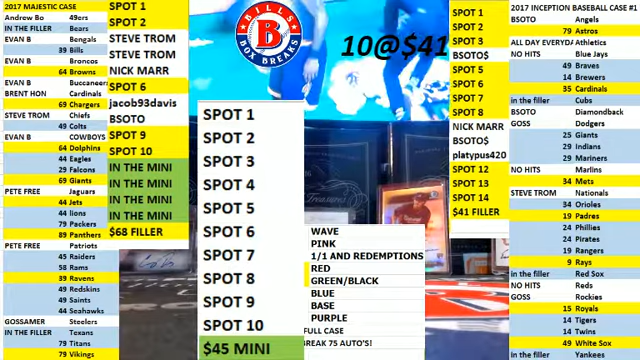 2017 MAJESTIC CASE
Andrew Bo 49ers
IN THE FILLER Bears
EVAN B Bengals
39 Bills
EVAN B Broncos
64 Browns
EVAN B Buccaneer
BRENT HON Cardinals
69 Chargers
STEVE TROM Chiefs
49 Colts
EVAN B COWBOYS
64 Dolphins
44 Eagles
29 Falcons
69 Giants
PETE FREE Jaguars
44 Jets
44 lions
79 Packers
89 Panthers
PETE FREE Patriots
45 Raiders
58 Rams
39 Ravens
49 Redskins
49 Saints
44 Seahawks
GOSSAMER Steelers
IN THE FILLER Texans
79 Titans
79 Vikings
SPOT 1
SPOT 2
STEVE TROM
STEVE TROM
NICK MARR
SPOT 6
jacob93davis
BSOTO
SPOT 9
SPOT 10
IN THE MINI
IN THE MINI
IN THE MINI
IN THE MINI
$68 FILLER
BILLS
BOX BREAKS
10@$41
SPOT 1
SPOT 2
SPOT 3
SPOT 4
SPOT 5
SPOT 6
SPOT 7
SPOT 8
SPOT 9
SPOT 10
$45 MINI
WAVE
PINK
1/1 AND REDEMPTIONS
RED
GREEN/BLACK
BLUE
BASE
PURPLE
FULL CASE
BREAK 75 AUTO'S!
SPOT 1
SPOT 2
SPOT 3
BSOTO$
SPOT 5
SPOT 6
SPOT 7
SPOT 8
NICK MARR
BSOTO$
platypus420
SPOT 12
SPOT 13
SPOT 14
$41 FILLER
2017 INCEPTION BASEBALL CASE #1
BSOTO Angels
79 Astros
ALL DAY EVERYDA Athletics
NO HITS Blue Jays
49 Braves
14 Brewers
35 Cardinals
in the filler Cubs
BSOTO Diamondback
GOSS Dodgers
25 Giants
29 Indians
29 Mariners
NO HITS Marlins
34 Mets
STEVE TROM Nationals
34 Orioles
19 Padres
24 Phillies
24 Pirates
19 Rangers
9 Rays
in the filler Red Sox
NO HITS Reds
GOSS Rockies
15 Royals
14 Tigers
14 Twins
49 White Sox
in the filler Yankees